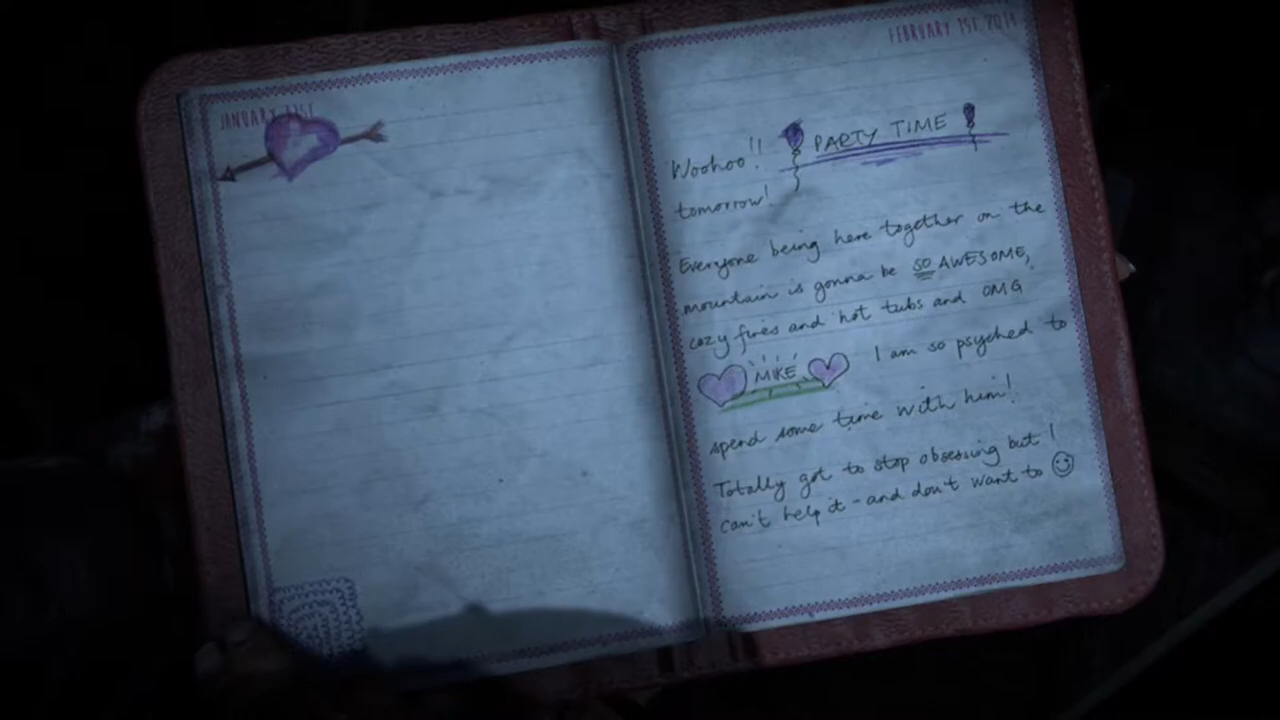 JANUARY 31ST
FEBRUARY 1ST 2014
Woohoo!! PARTY TIME
tomorrow!
Everyone being here together on the
mountain is gonna be SO AWESOME,
cozy fires and hot tubs and OMG
MIKE I am so psyched to
spend some time with him!
Totally got to stop obsessing but I
can't help it - and don't want to